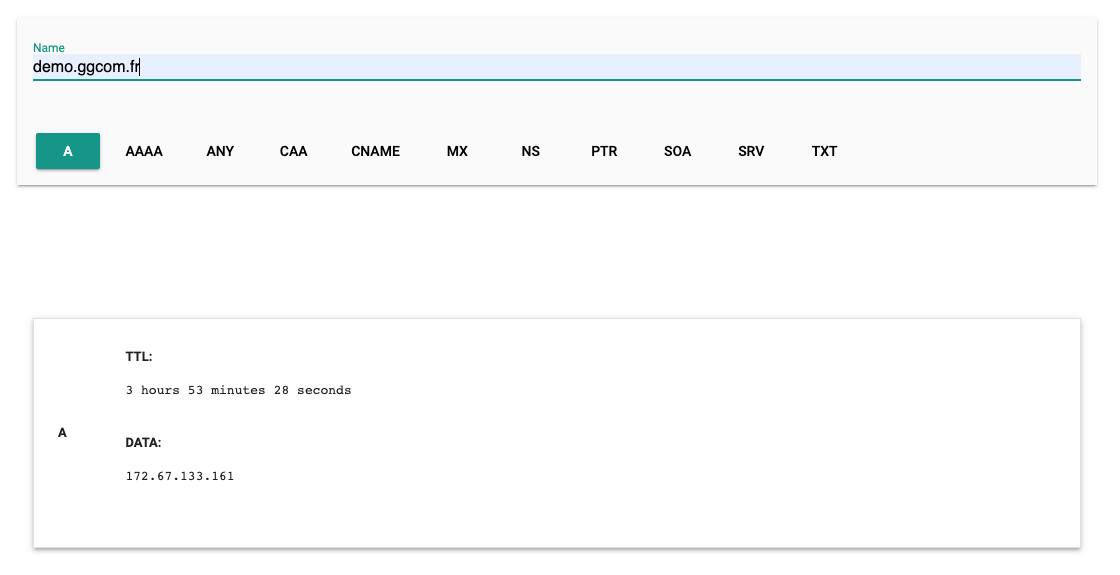 Name
demo.ggcom.fr
A AAAA ANY CAA CNAME MX NS PTR SOA SRV TXT
TTL:
3 hours 53 minutes 28 seconds
A
DATA:
172.67.133.161